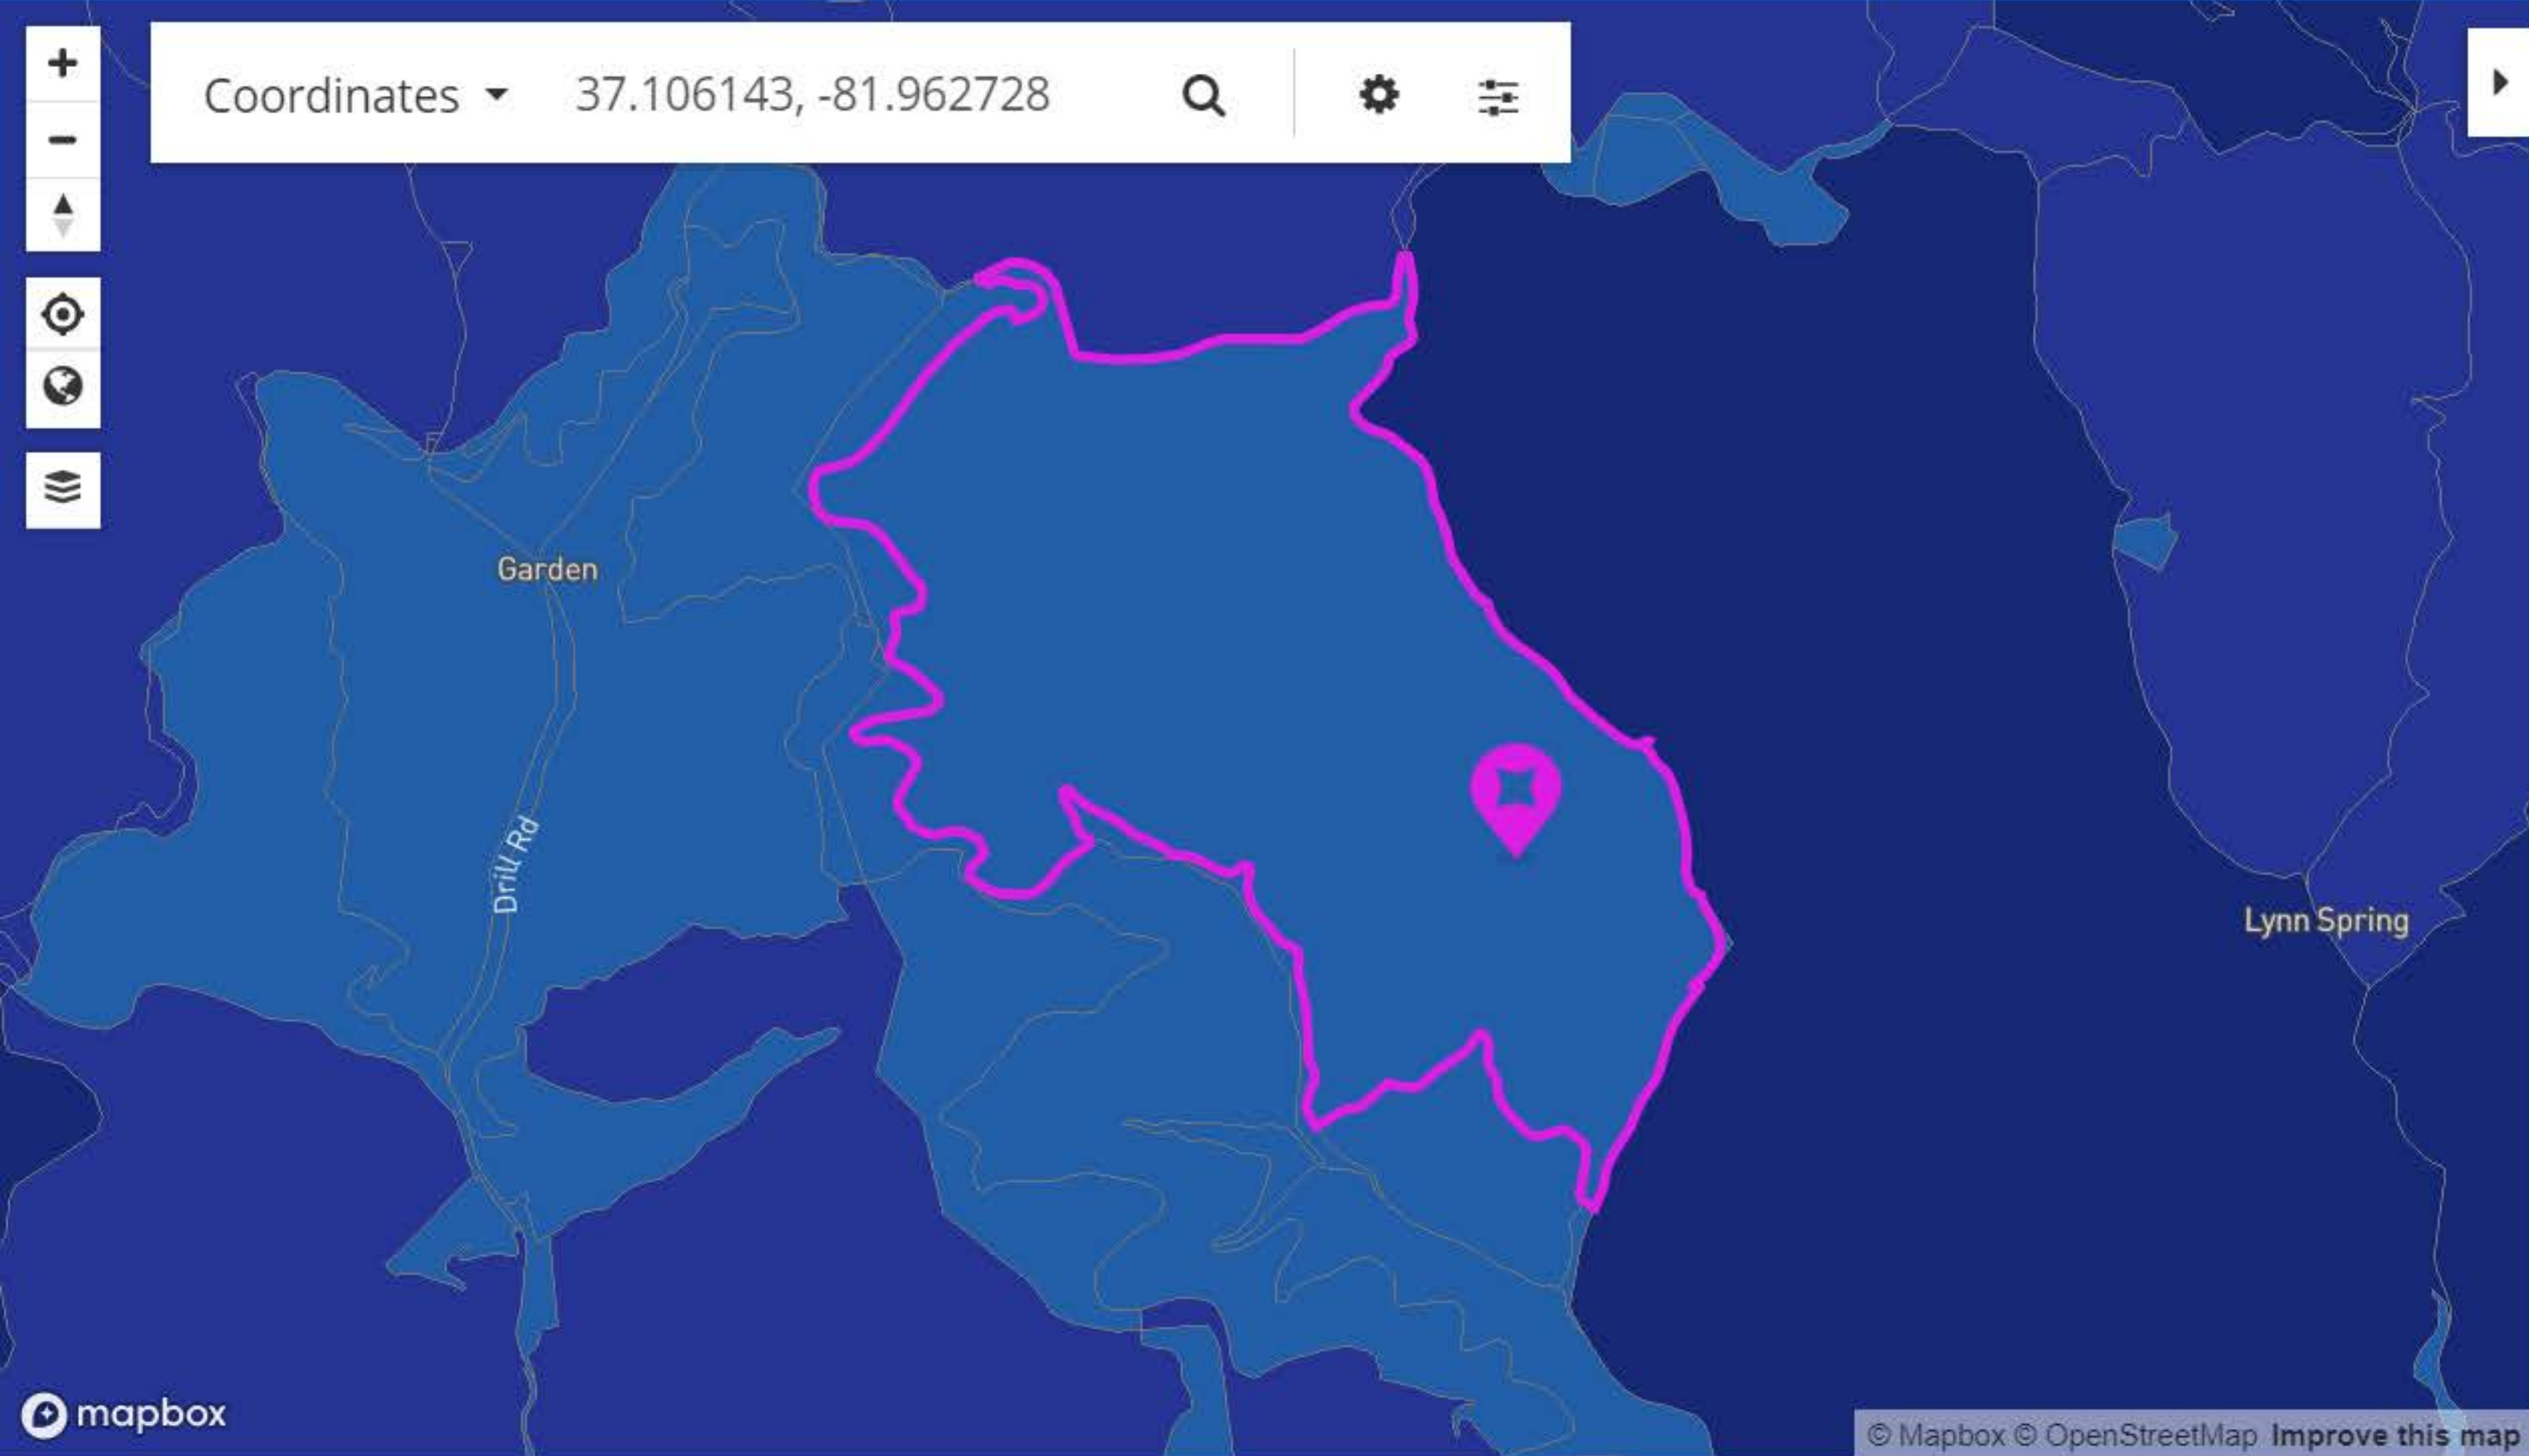 Coordinates 37.106143, -81.962728
Garden
Drill Rd
Lynn Spring
mapbox
© Mapbox © OpenStreetMap Improve this map